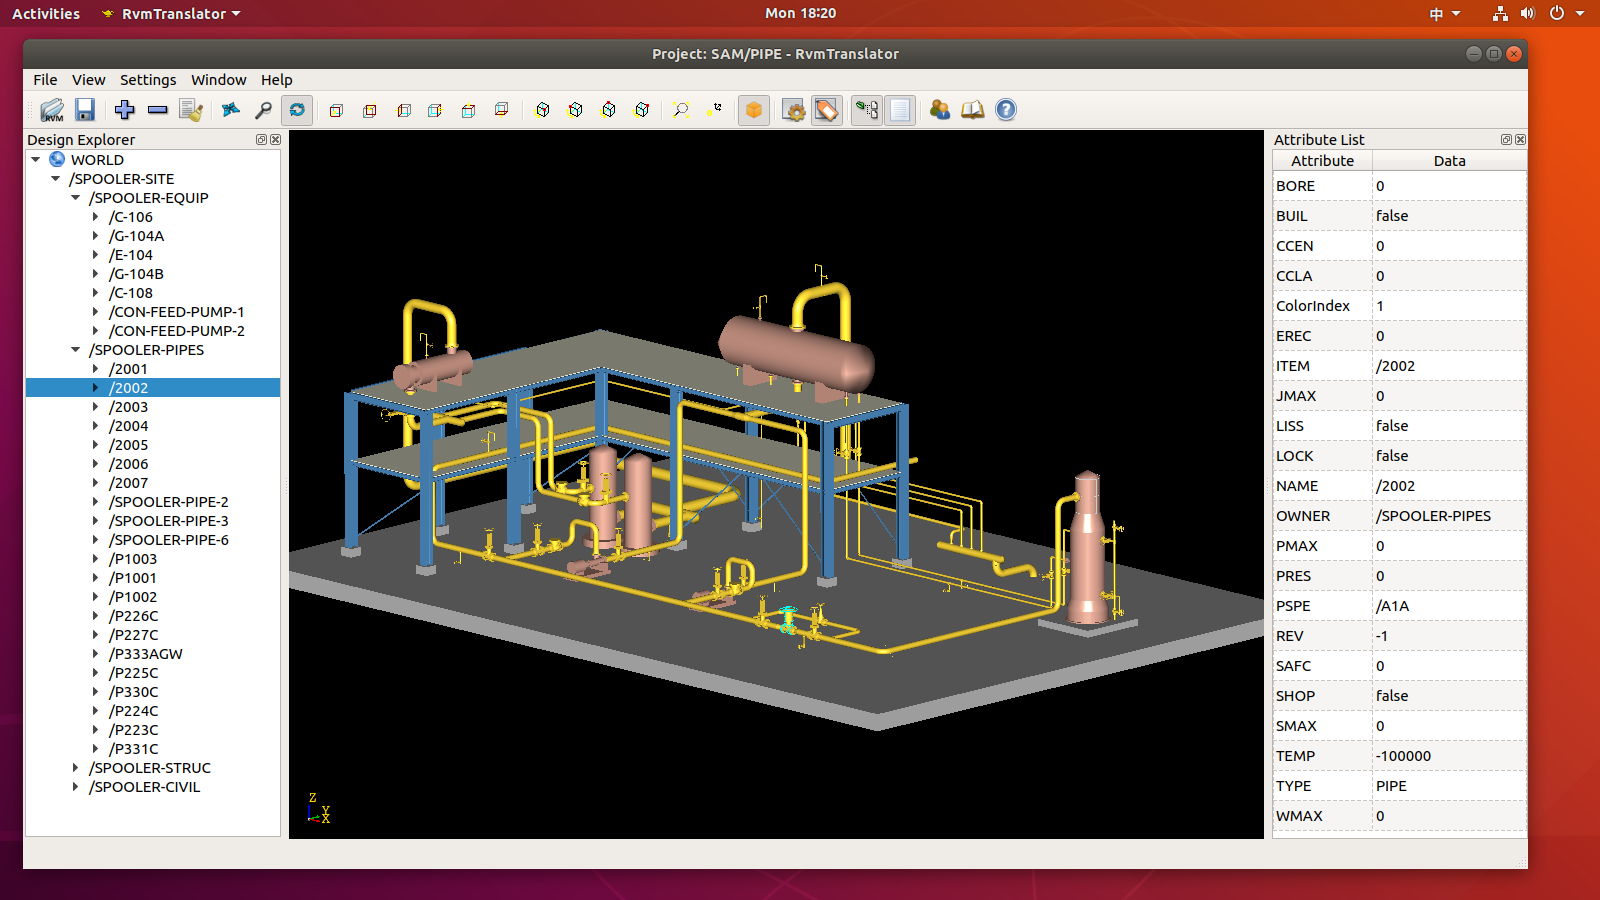 Activities RvmTranslator Mon 18:20 中
Project: SAM/PIPE - RvmTranslator
File View Settings Window Help
RVM
Design Explorer
WORLD
/SPOOLER-SITE
/SPOOLER-EQUIP
/C-106
/G-104A
/E-104
/G-104B
/C-108
/CON-FEED-PUMP-1
/CON-FEED-PUMP-2
/SPOOLER-PIPES
/2001
/2002
/2003
/2004
/2005
/2006
/2007
/SPOOLER-PIPE-2
/SPOOLER-PIPE-3
/SPOOLER-PIPE-6
/P1003
/P1001
/P1002
/P226C
/P227C
/P333AGW
/P225C
/P330C
/P224C
/P223C
/P331C
/SPOOLER-STRUC
/SPOOLER-CIVIL
Z
Y
X
Attribute List
Attribute Data
BORE 0
BUIL false
CCEN 0
CCLA 0
ColorIndex 1
EREC 0
ITEM /2002
JMAX 0
LISS false
LOCK false
NAME /2002
OWNER /SPOOLER-PIPES
PMAX 0
PRES 0
PSPE /A1A
REV -1
SAFC 0
SHOP false
SMAX 0
TEMP -100000
TYPE PIPE
WMAX 0